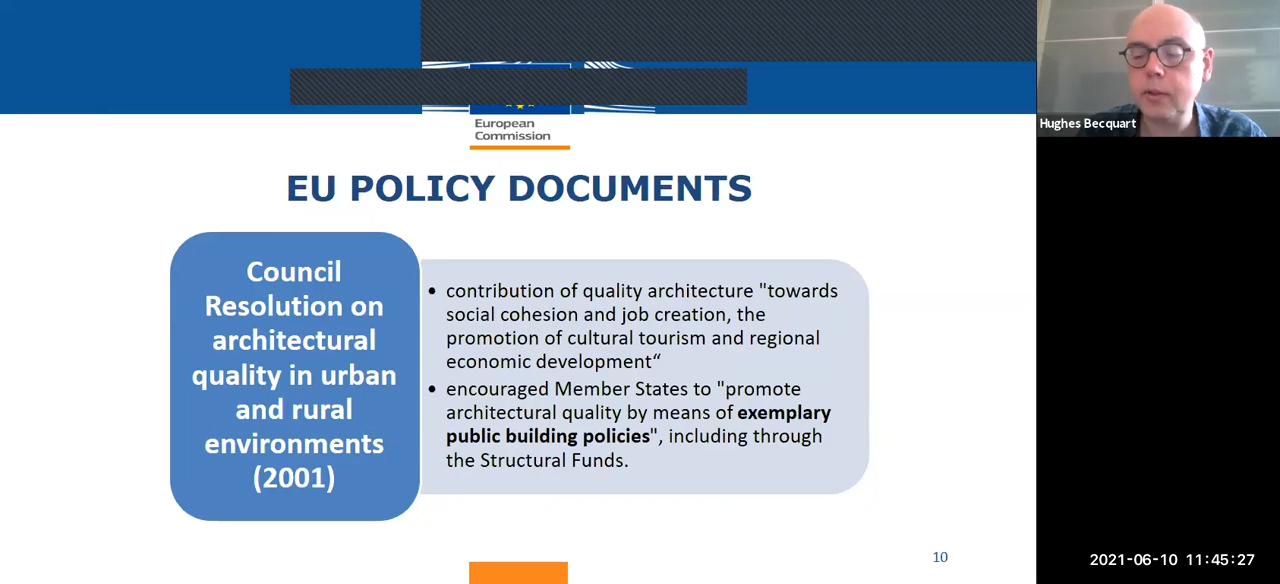 European
Commission
Hughes Becquart
EU POLICY DOCUMENTS
Council
Resolution on
architectural
quality in urban
and rural
environments
(2001)
• contribution of quality architecture "towards
social cohesion and job creation, the
promotion of cultural tourism and regional
economic development“
• encouraged Member States to "promote
architectural quality by means of exemplary
public building policies", including through
the Structural Funds.
10
2021-06-10 11:45:27